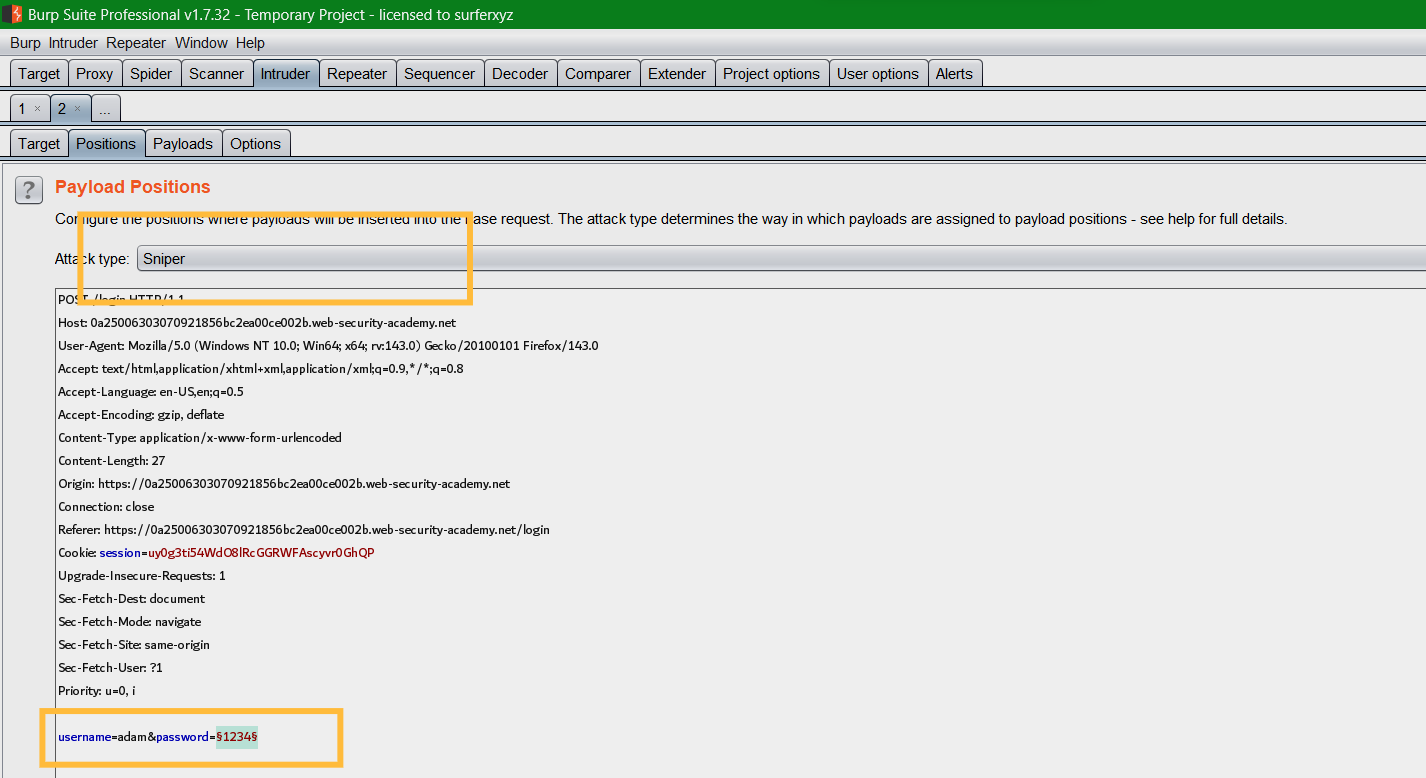 Burp Suite Professional v1.7.32 - Temporary Project - licensed to surferxyz
Burp Intruder Repeater Window Help
Target Proxy Spider Scanner Intruder Repeater Sequencer Decoder Comparer Extender Project options User options Alerts
1 × 2 × ...
Target Positions Payloads Options
? Payload Positions
Configure the positions where payloads will be inserted into the base request. The attack type determines the way in which payloads are assigned to payload positions - see help for full details.
Attack type: Sniper
POST /login HTTP/1.1
Host: 0a25006303070921856bc2ea00ce002b.web-security-academy.net
User-Agent: Mozilla/5.0 (Windows NT 10.0; Win64; x64; rv:143.0) Gecko/20100101 Firefox/143.0
Accept: text/html,application/xhtml+xml,application/xml;q=0.9,*/*;q=0.8
Accept-Language: en-US,en;q=0.5
Accept-Encoding: gzip, deflate
Content-Type: application/x-www-form-urlencoded
Content-Length: 27
Origin: https://0a25006303070921856bc2ea00ce002b.web-security-academy.net
Connection: close
Referer: https://0a25006303070921856bc2ea00ce002b.web-security-academy.net/login
Cookie: session=uy0g3ti54WdO8lRcGGRWFAscyvr0GhQP
Upgrade-Insecure-Requests: 1
Sec-Fetch-Dest: document
Sec-Fetch-Mode: navigate
Sec-Fetch-Site: same-origin
Sec-Fetch-User: ?1
Priority: u=0, i
username=adam&password=§1234§